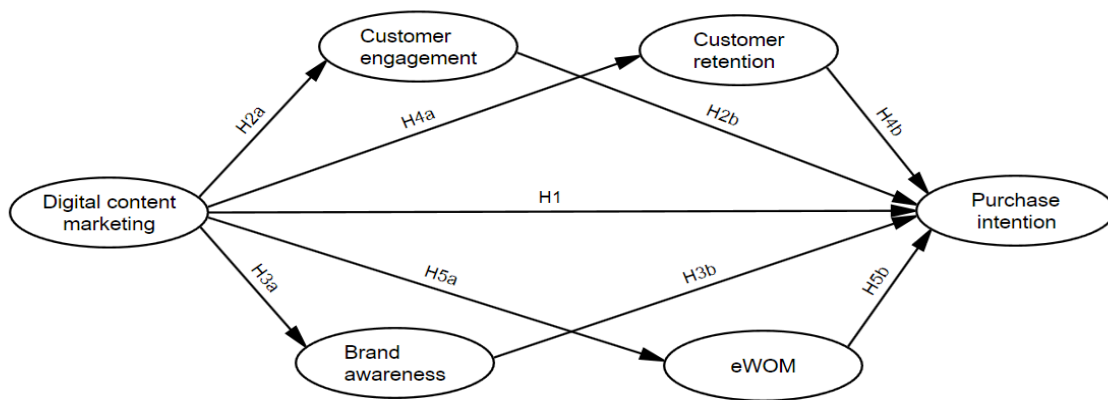 Customer
engagement
Customer
retention
H2a
H4a
H2b
H4b
Digital content
marketing
H1
Purchase
intention
H3a
H5a
H3b
H5b
Brand
awareness
eWOM